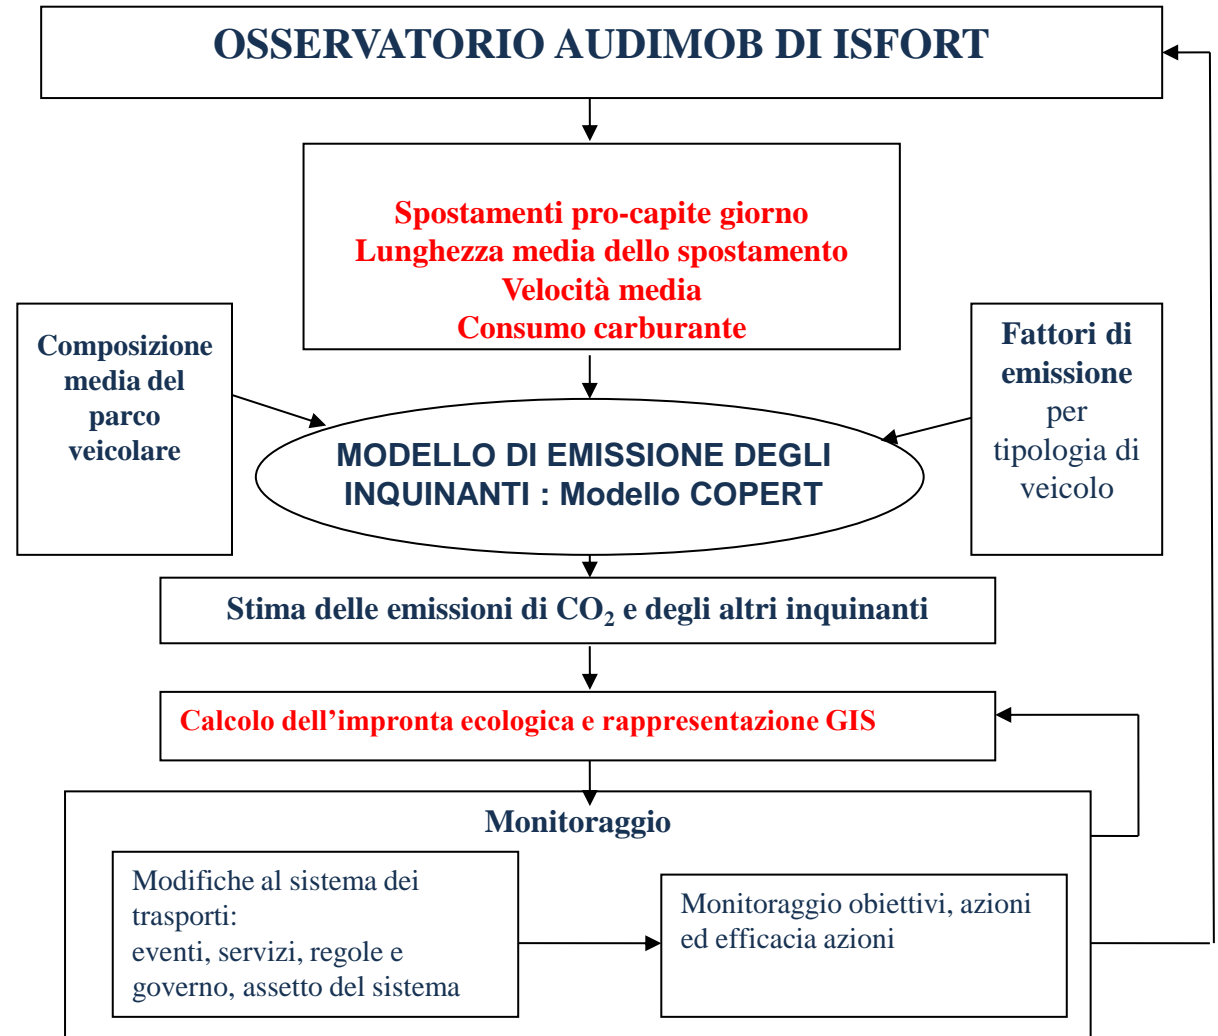 OSSERVATORIO AUDIMOB DI ISFORT
Spostamenti pro-capite giorno
Lunghezza media dello spostamento
Velocità media
Consumo carburante
Composizione
media del
parco
veicolare
Fattori di
emissione
per
tipologia di
veicolo
MODELLO DI EMISSIONE DEGLI
INQUINANTI : Modello COPERT
Stima delle emissioni di CO₂ e degli altri inquinanti
Calcolo dell’impronta ecologica e rappresentazione GIS
Monitoraggio
Modifiche al sistema dei
trasporti:
eventi, servizi, regole e
governo, assetto del sistema
Monitoraggio obiettivi, azioni
ed efficacia azioni